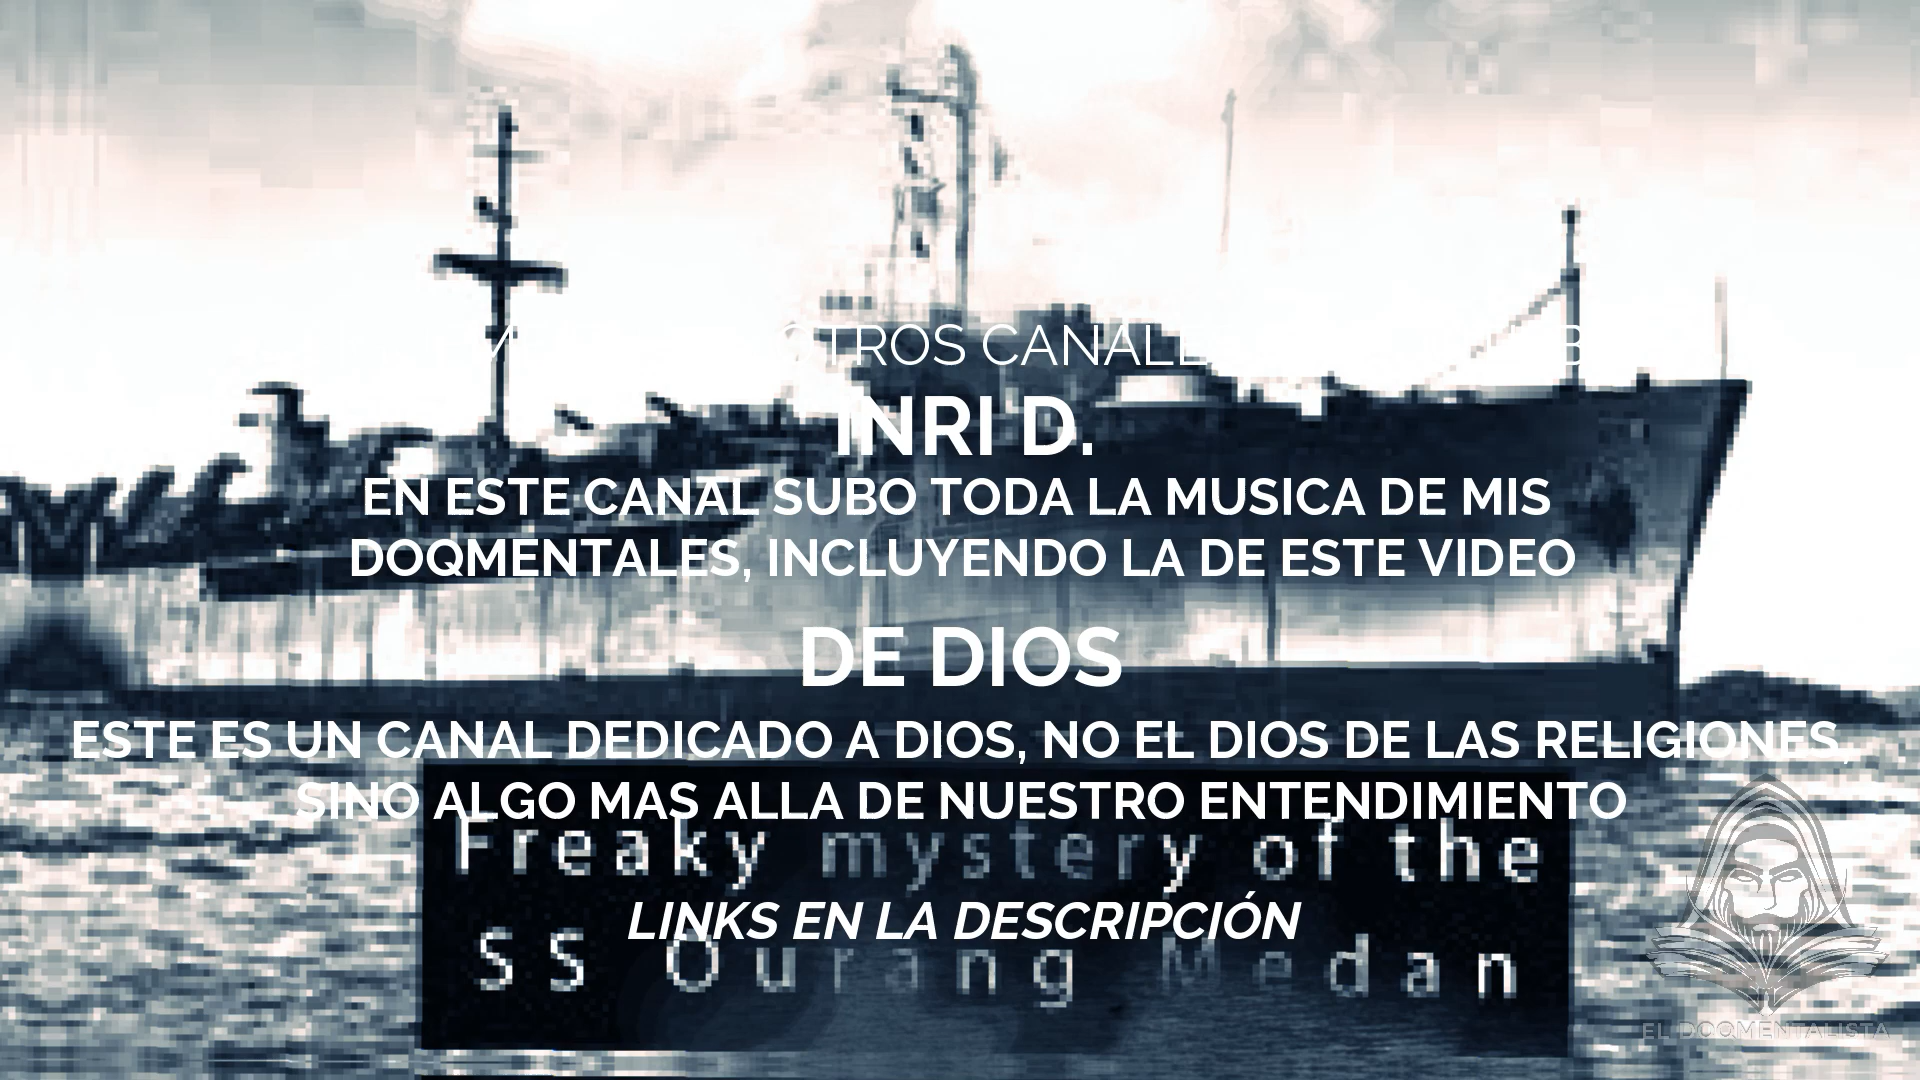 OTROS CANALES
INRI D.
EN ESTE CANAL SUBO TODA LA MUSICA DE MIS
DOQMENTALES, INCLUYENDO LA DE ESTE VIDEO
DE DIOS
ESTE ES UN CANAL DEDICADO A DIOS, NO EL DIOS DE LAS RELIGIONES,
SINO ALGO MAS ALLA DE NUESTRO ENTENDIMIENTO
Freaky mystery of the
LINKS EN LA DESCRIPCIÓN
SS Ourang Medan
EL DOQMENTALISTA